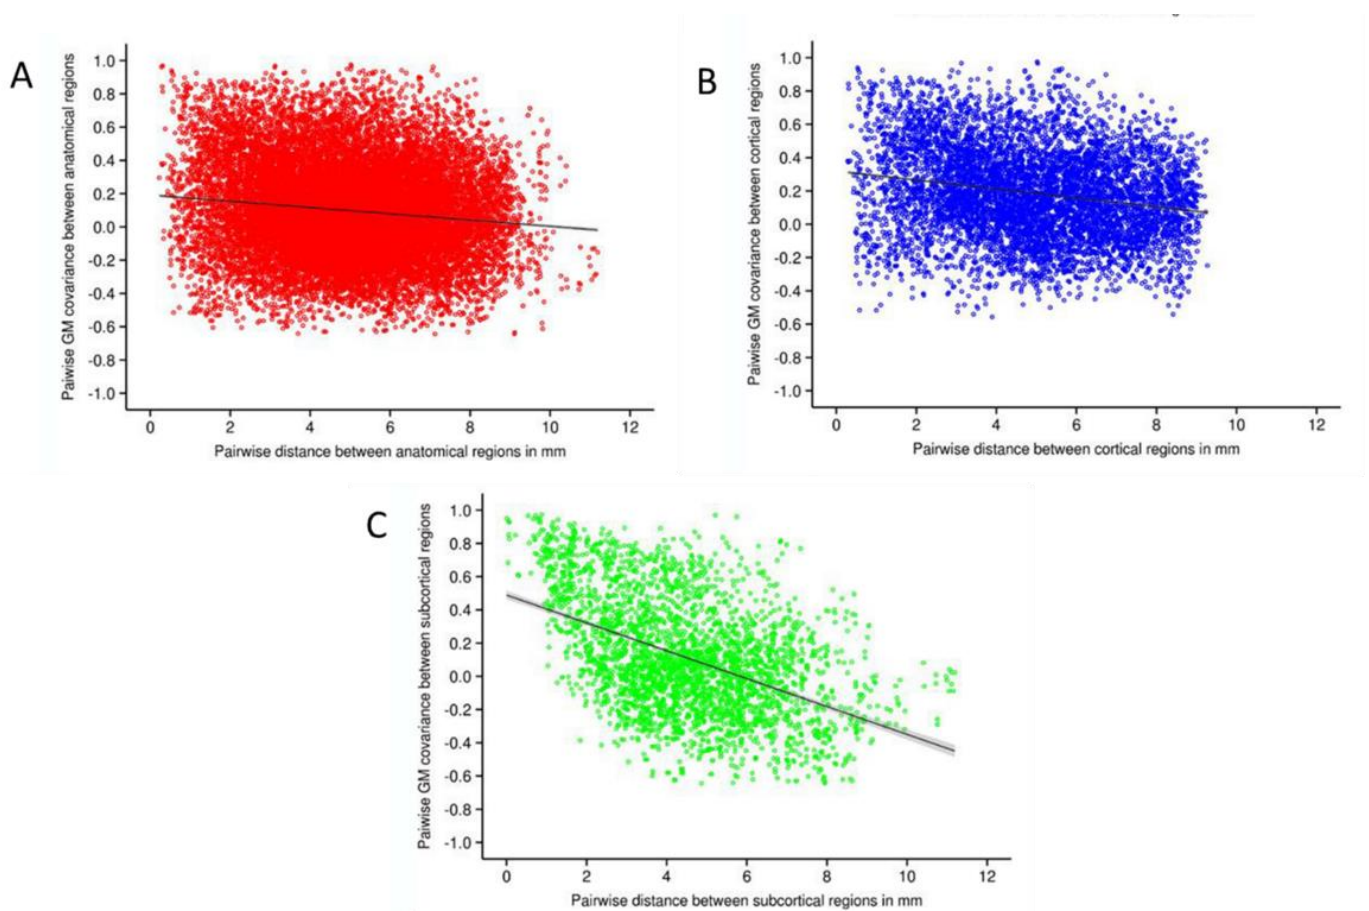 A
Paiwise GM covariance between anatomical regions
1.0
0.8
0.6
0.4
0.2
0.0
-0.2
-0.4
-0.6
-0.8
-1.0
0 2 4 6 8 10 12
Pairwise distance between anatomical regions in mm
B
Paiwise GM covariance between cortical regions
1.0
0.8
0.6
0.4
0.2
0.0
-0.2
-0.4
-0.6
-0.8
-1.0
0 2 4 6 8 10 12
Pairwise distance between cortical regions in mm
C
Paiwise GM covariance between subcortical regions
1.0
0.8
0.6
0.4
0.2
0.0
-0.2
-0.4
-0.6
-0.8
-1.0
0 2 4 6 8 10 12
Pairwise distance between subcortical regions in mm